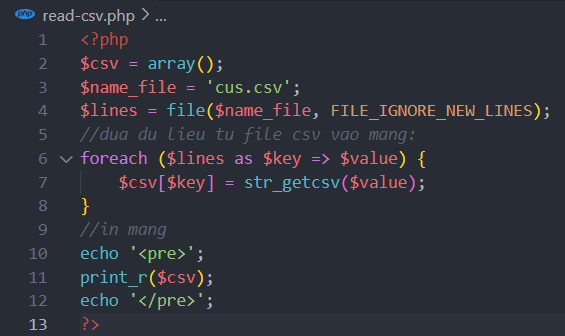 php read-csv.php > ...
1 <?php
2 $csv = array();
3 $name_file = 'cus.csv';
4 $lines = file($name_file, FILE_IGNORE_NEW_LINES);
5 //dua du lieu tu file csv vao mang:
6 foreach ($lines as $key => $value) {
7     $csv[$key] = str_getcsv($value);
8 }
9 //in mang
10 echo '<pre>';
11 print_r($csv);
12 echo '</pre>';
13 ?>